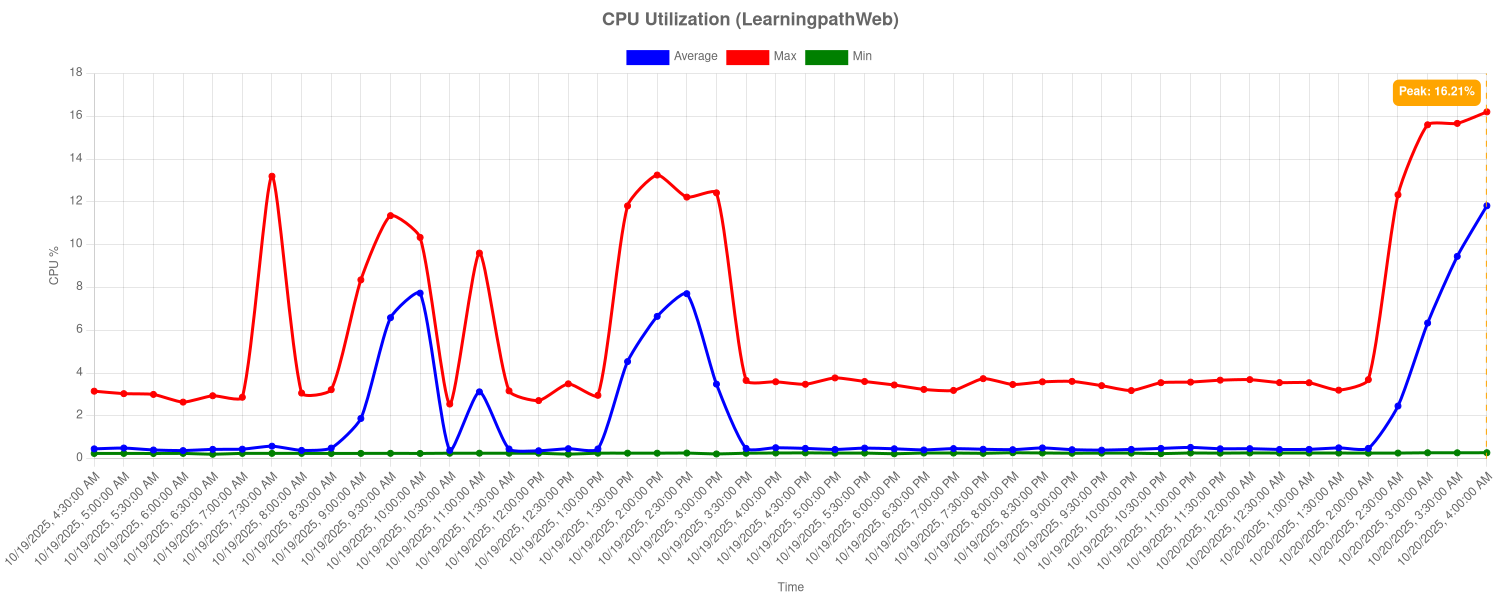 CPU Utilization (LearningpathWeb)
Average Max Min
Peak: 16.21%
CPU %
18
16
14
12
10
8
6
4
2
0
10/19/2025, 4:30:00 AM
10/19/2025, 5:00:00 AM
10/19/2025, 5:30:00 AM
10/19/2025, 6:00:00 AM
10/19/2025, 6:30:00 AM
10/19/2025, 7:00:00 AM
10/19/2025, 7:30:00 AM
10/19/2025, 8:00:00 AM
10/19/2025, 8:30:00 AM
10/19/2025, 9:00:00 AM
10/19/2025, 9:30:00 AM
10/19/2025, 10:00:00 AM
10/19/2025, 10:30:00 AM
10/19/2025, 11:00:00 AM
10/19/2025, 11:30:00 AM
10/19/2025, 12:00:00 PM
10/19/2025, 12:30:00 PM
10/19/2025, 1:00:00 PM
10/19/2025, 1:30:00 PM
10/19/2025, 2:00:00 PM
10/19/2025, 2:30:00 PM
10/19/2025, 3:00:00 PM
10/19/2025, 3:30:00 PM
10/19/2025, 4:00:00 PM
10/19/2025, 4:30:00 PM
10/19/2025, 5:00:00 PM
10/19/2025, 5:30:00 PM
10/19/2025, 6:00:00 PM
10/19/2025, 6:30:00 PM
10/19/2025, 7:00:00 PM
10/19/2025, 7:30:00 PM
10/19/2025, 8:00:00 PM
10/19/2025, 8:30:00 PM
10/19/2025, 9:00:00 PM
10/19/2025, 9:30:00 PM
10/19/2025, 10:00:00 PM
10/19/2025, 10:30:00 PM
10/19/2025, 11:00:00 PM
10/19/2025, 11:30:00 PM
10/20/2025, 12:00:00 AM
10/20/2025, 12:30:00 AM
10/20/2025, 1:00:00 AM
10/20/2025, 1:30:00 AM
10/20/2025, 2:00:00 AM
10/20/2025, 2:30:00 AM
10/20/2025, 3:00:00 AM
10/20/2025, 3:30:00 AM
10/20/2025, 4:00:00 AM
Time